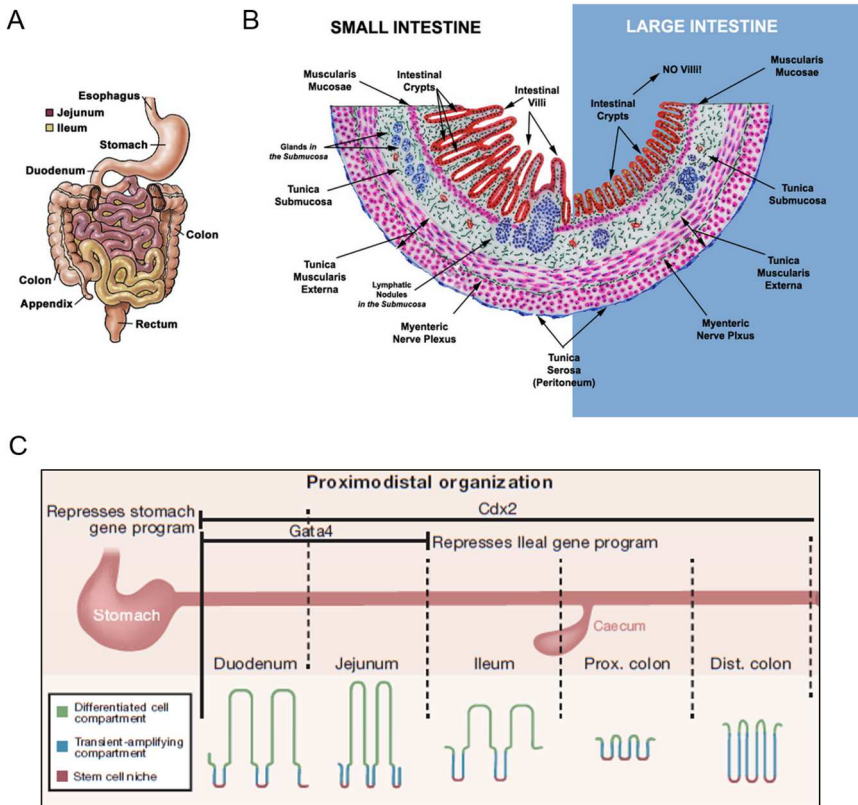 A
Esophagus
Jejunum
Ileum
Stomach
Duodenum
Colon
Colon
Appendix
Rectum
B
SMALL INTESTINE
LARGE INTESTINE
Muscularis
Mucosae
Intestinal
Crypts
Intestinal
Villi
Glands in
the Submucosa
Tunica
Submucosa
Tunica
Muscularis
Externa
Lymphatic
Nodules
in the Submucosa
Myenteric
Nerve Plexus
Tunica
Serosa
(Peritoneum)
NO Villi!
Intestinal
Crypts
Muscularis
Mucosae
Tunica
Submucosa
Tunica
Muscularis
Externa
Myenteric
Nerve Plxus
C
Proximodistal organization
Represses stomach
gene program
Cdx2
Gata4
Represses Ileal gene program
Stomach
Caecum
Duodenum
Jejunum
Ileum
Prox. colon
Dist. colon
Differentiated cell
compartment
Transient-amplifying
compartment
Stem cell niche